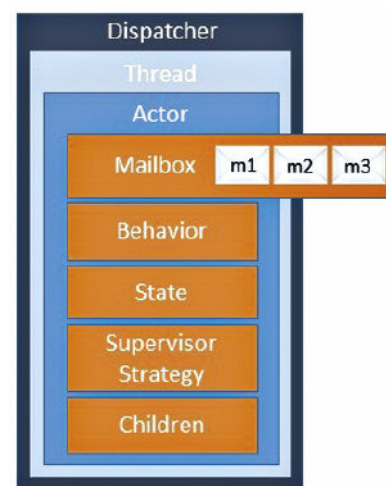 Dispatcher
Thread
Actor
Mailbox m1 m2 m3
Behavior
State
Supervisor
Strategy
Children